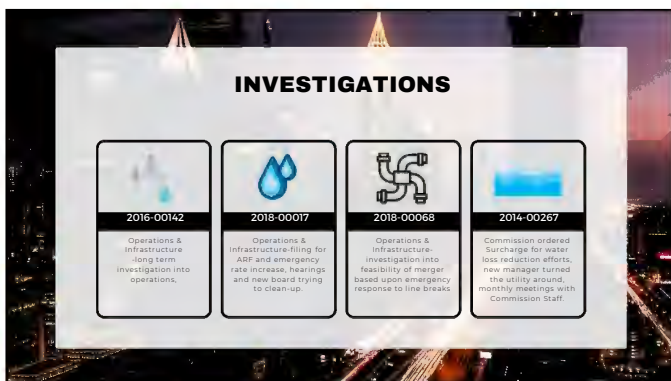 INVESTIGATIONS
2016-00142
Operations &
Infrastructure
-long term
investigation into
operations,
2018-00017
Operations &
Infrastructure-filing for
ARF and emergency
rate increase, hearings
and new board trying
to clean-up.
2018-00068
Operations &
Infrastructure-
investigation into
feasibility of merger
based upon emergency
response to line breaks
2014-00267
Commission ordered
Surcharge for water
loss reduction efforts,
new manager turned
the utility around,
monthly meetings with
Commission Staff.